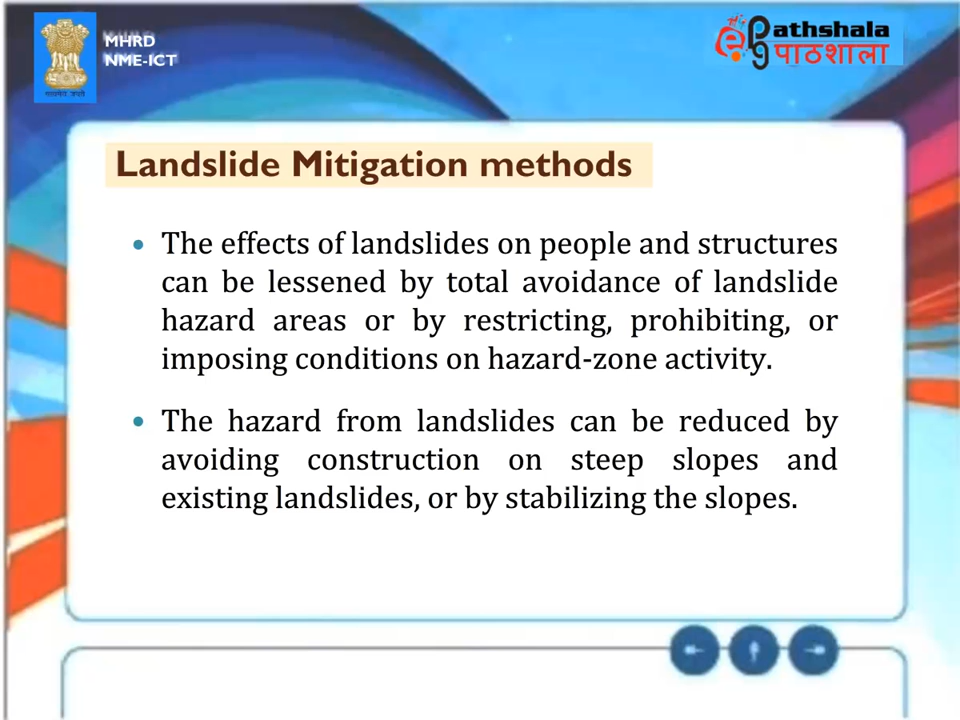 MHRD
NME-ICT
epg athshala
पाठशाला
Landslide Mitigation methods
• The effects of landslides on people and structures
can be lessened by total avoidance of landslide
hazard areas or by restricting, prohibiting, or
imposing conditions on hazard-zone activity.
• The hazard from landslides can be reduced by
avoiding construction on steep slopes and
existing landslides, or by stabilizing the slopes.